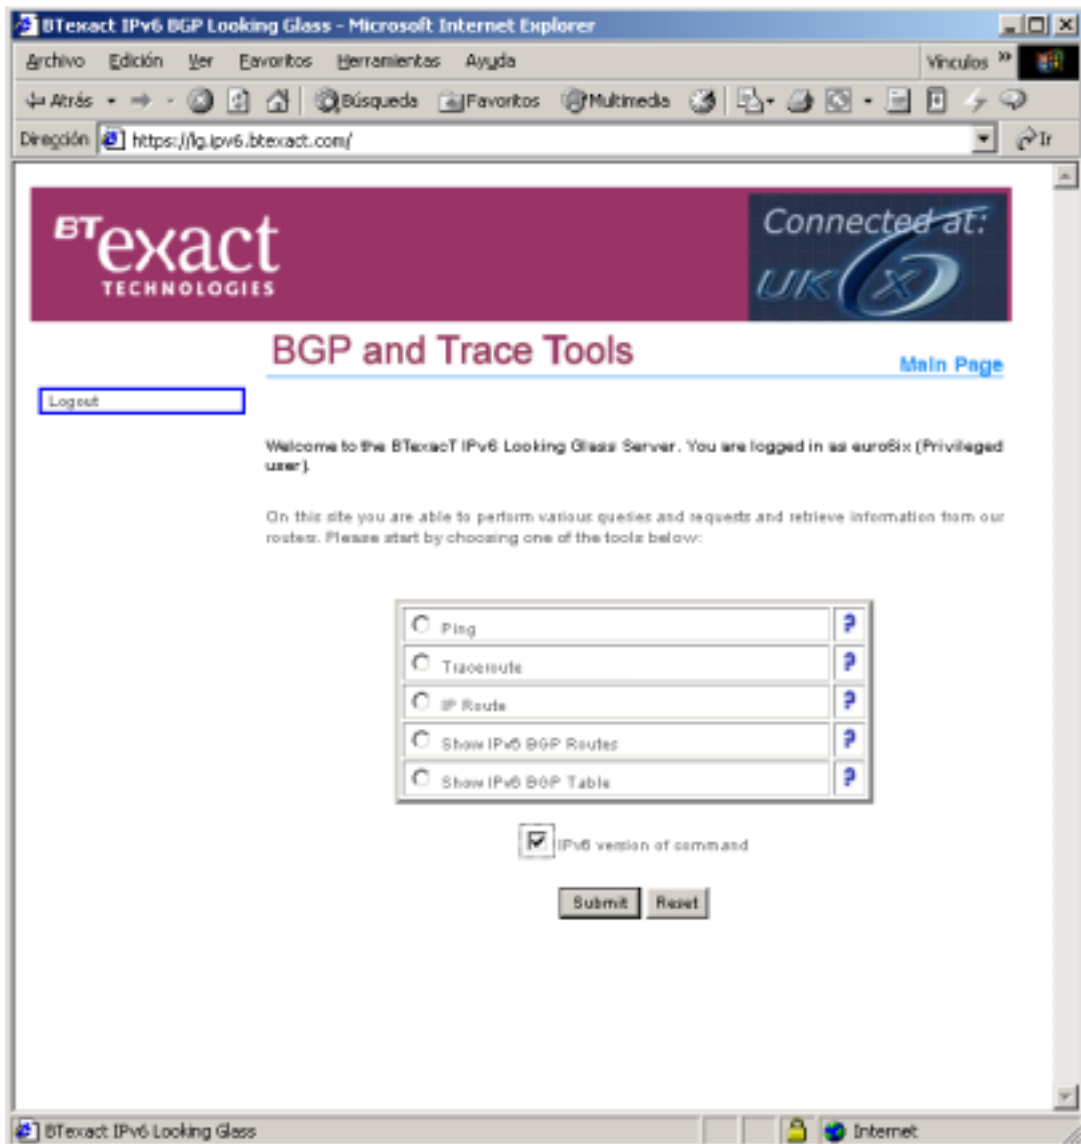 BTexact IPv6 BGP Looking Glass - Microsoft Internet Explorer
Archivo Edición Ver Favoritos Herramientas Ayuda Vínculos »
Atrás Búsqueda Favoritos Multimedia
Dirección https://lg.ipv6.btexact.com/ Ir
BT exact
TECHNOLOGIES
Connected at:
UK6X
BGP and Trace Tools
Main Page
Logout
Welcome to the BTexacT IPv6 Looking Glass Server. You are logged in as euro6ix (Privileged
user).
On this site you are able to perform various queries and requests and retrieve information from our
routers. Please start by choosing one of the tools below:
Ping ?
Traceroute ?
IP Route ?
Show IPv6 BGP Routes ?
Show IPv6 BGP Table ?
IPv6 version of command
Submit Reset
BTexact IPv6 Looking Glass Internet